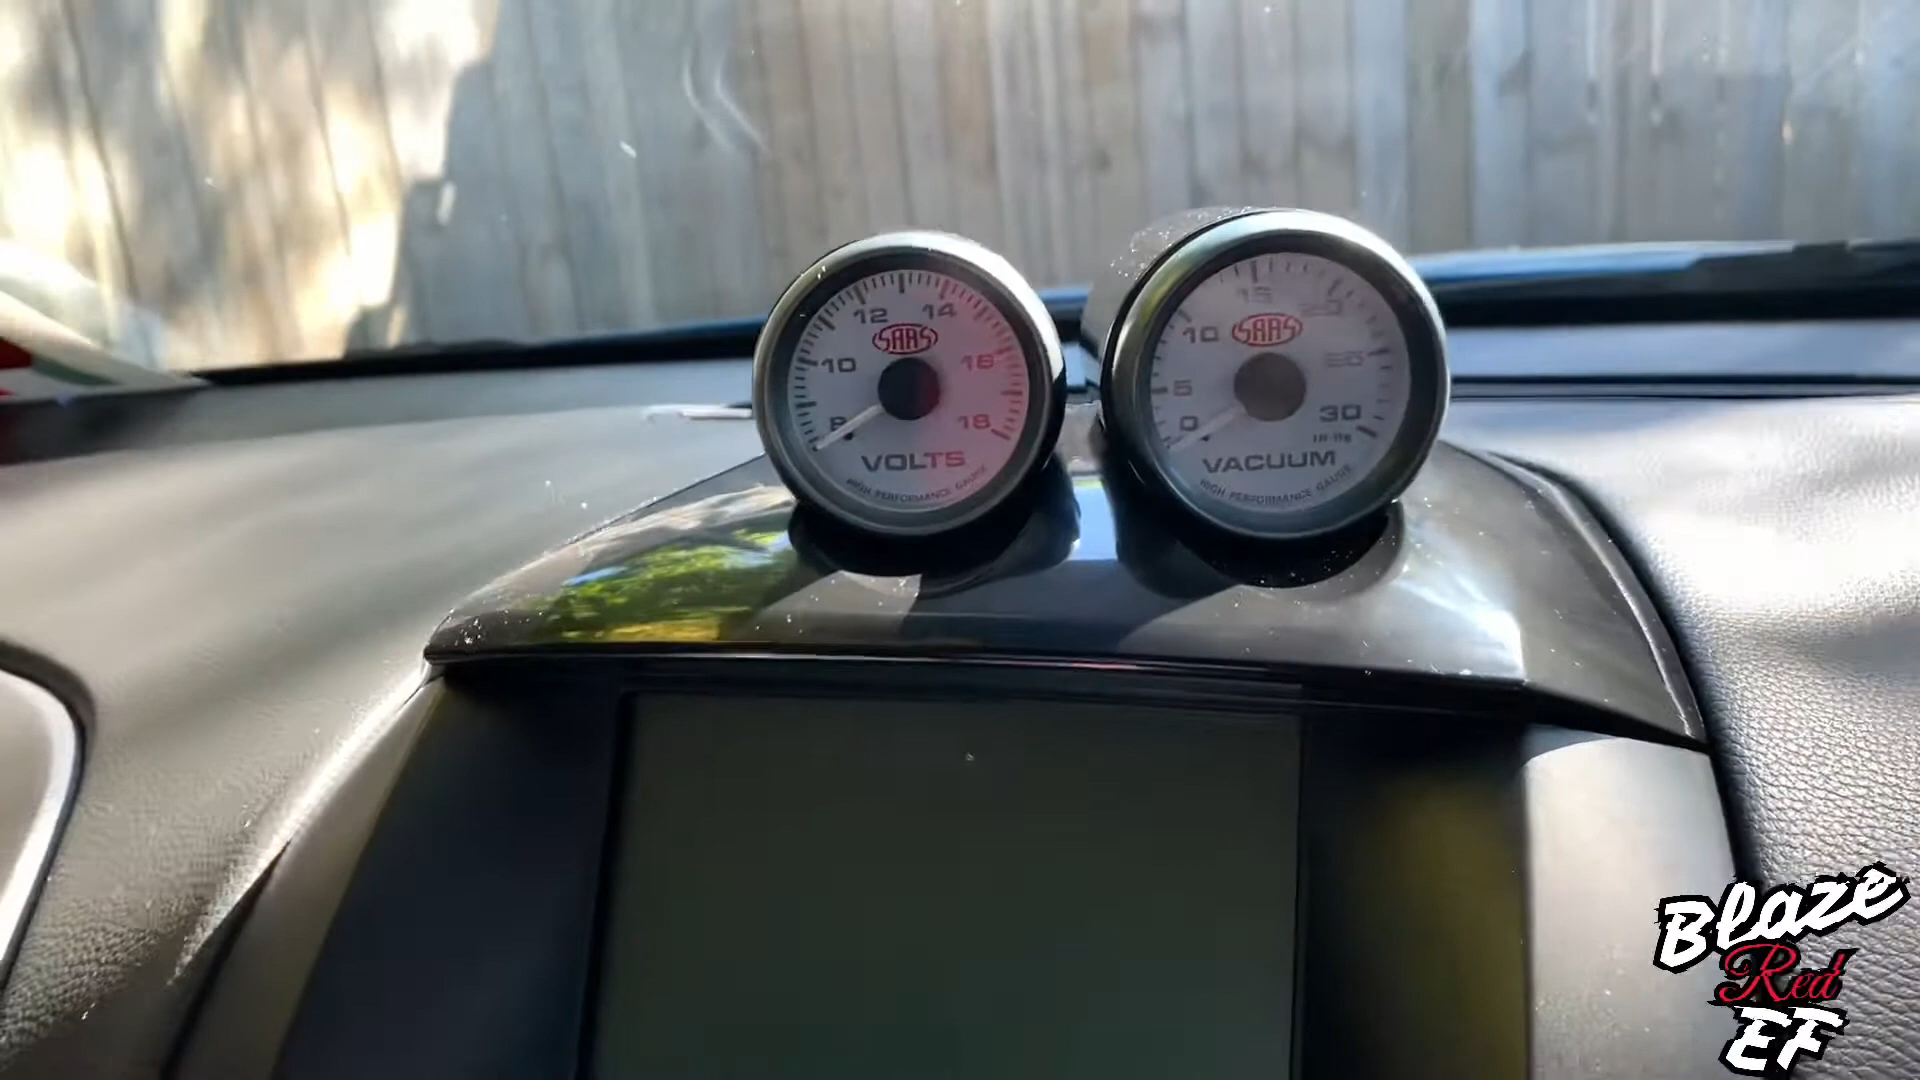 12 14
SAAS
10 16
8 18
VOLTS
HIGH PERFORMANCE GAUGE
15 20
10 SAAS
5 25
0 30
IN-Hg
VACUUM
HIGH PERFORMANCE GAUGE
Blaze
Red
EF